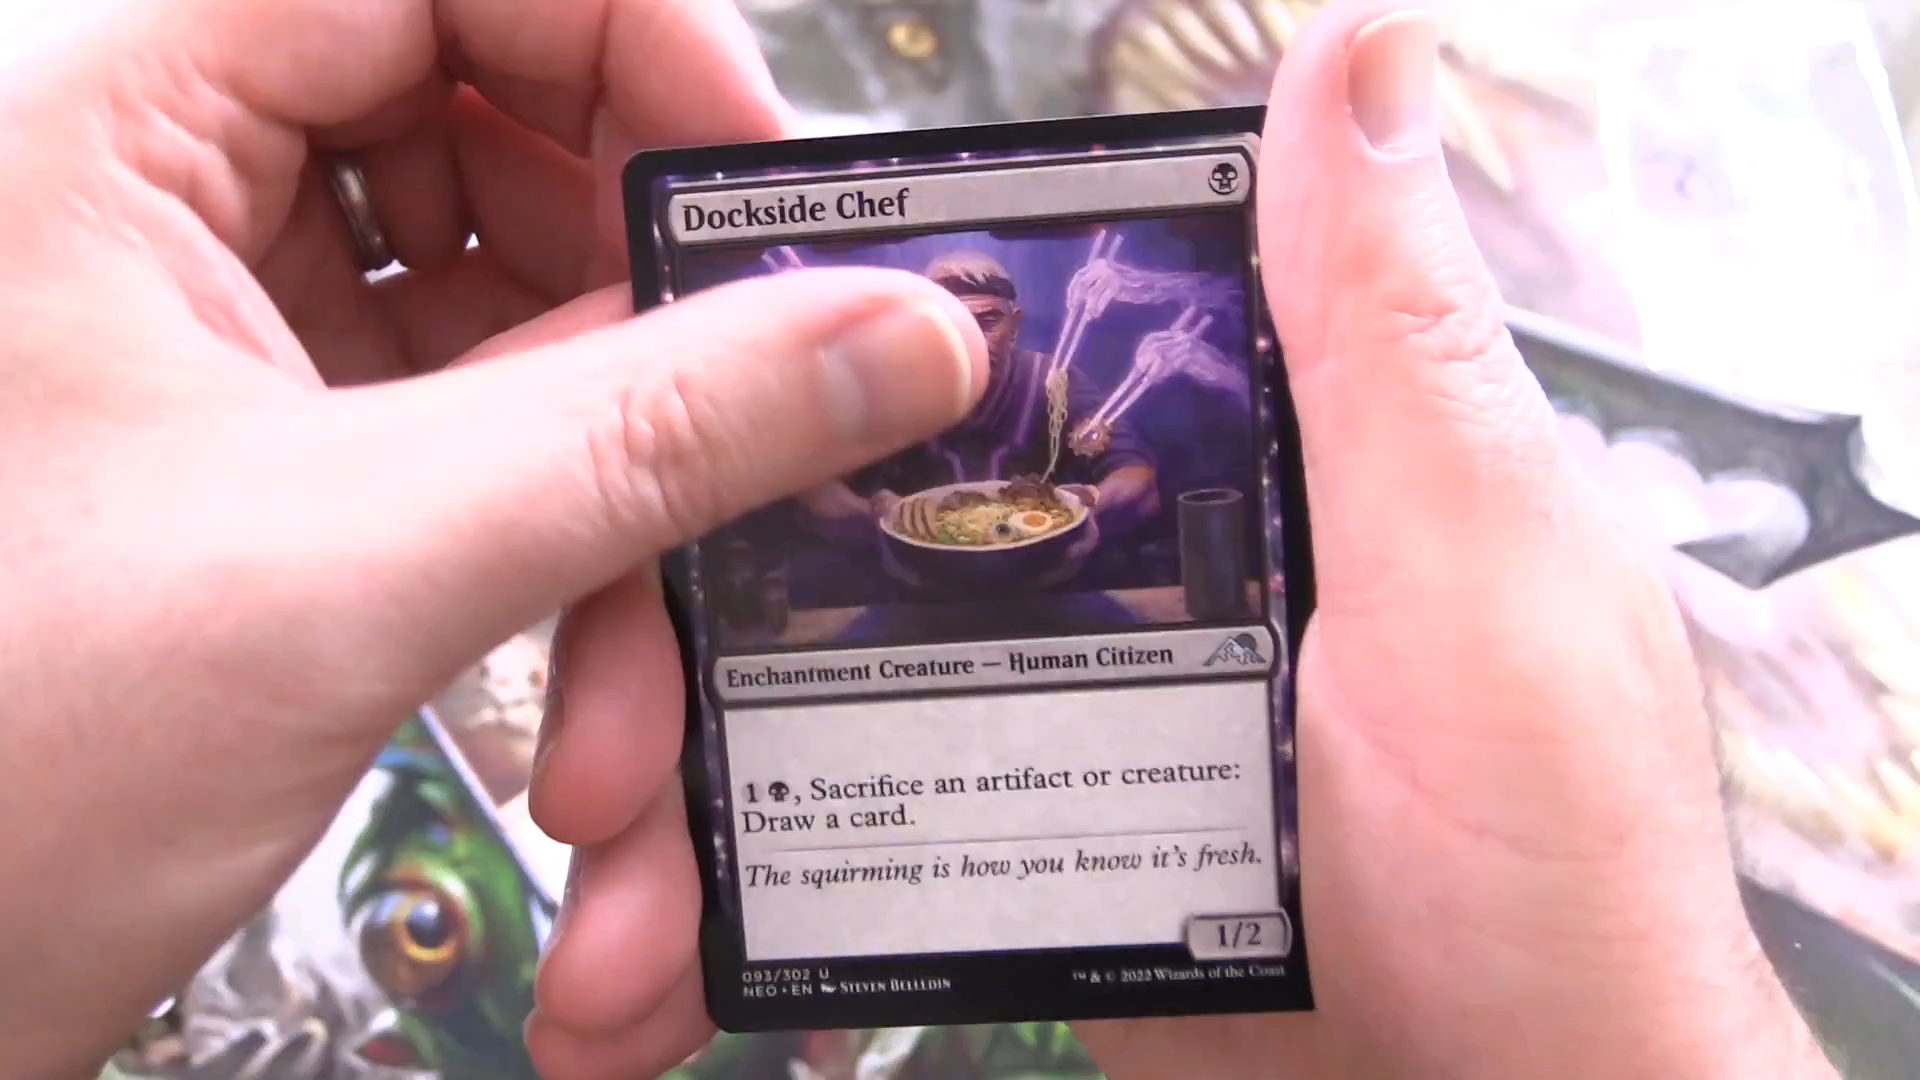 Dockside Chef
Enchantment Creature — Human Citizen
1 , Sacrifice an artifact or creature:
Draw a card.
The squirming is how you know it's fresh.
1/2
093/302 U
NEO • EN Steven Belledin
™ & © 2022 Wizards of the Coast